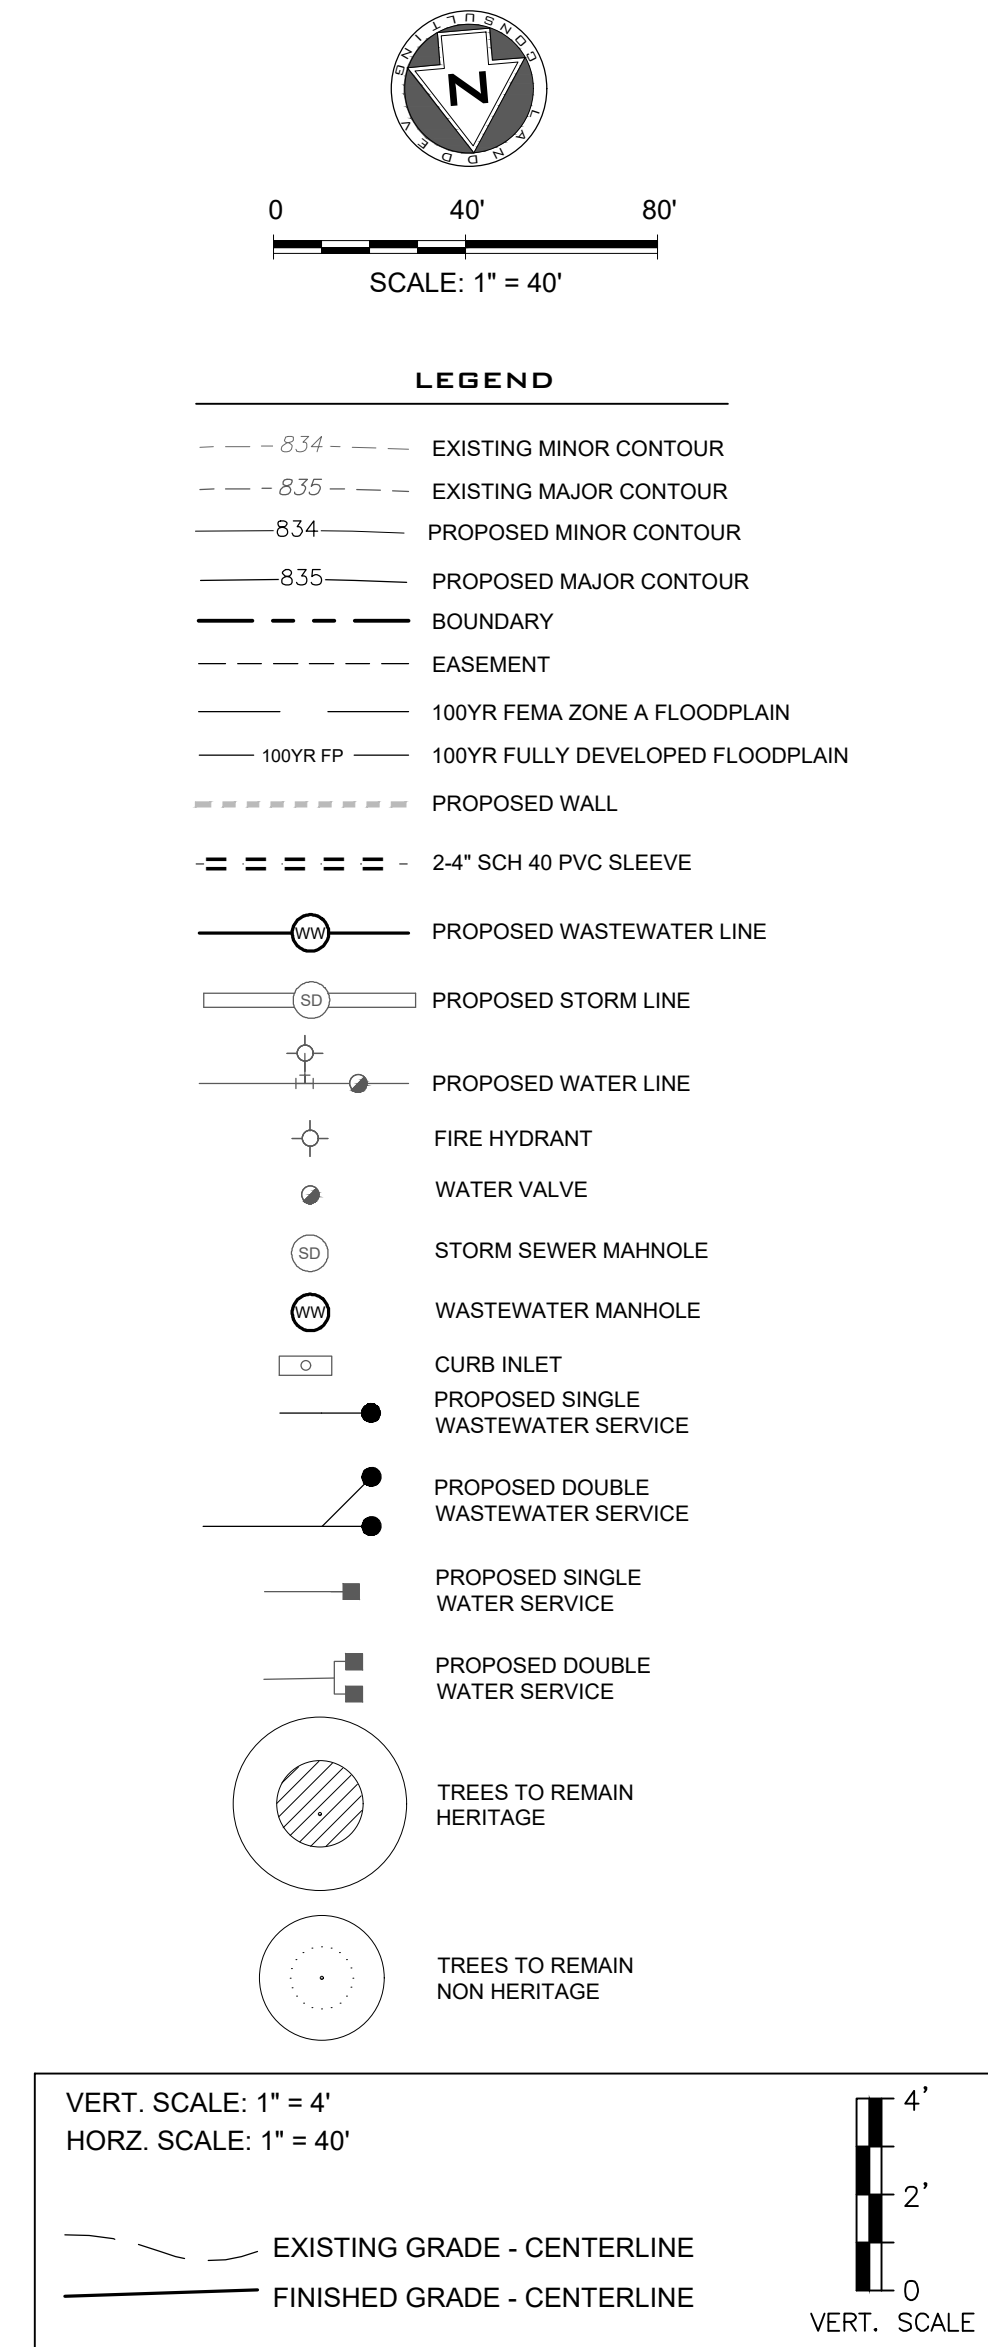 LANDDEV CONSULTING
N
0 40' 80'
SCALE: 1" = 40'
LEGEND
834 EXISTING MINOR CONTOUR
835 EXISTING MAJOR CONTOUR
834 PROPOSED MINOR CONTOUR
835 PROPOSED MAJOR CONTOUR
BOUNDARY
EASEMENT
100YR FEMA ZONE A FLOODPLAIN
100YR FP 100YR FULLY DEVELOPED FLOODPLAIN
PROPOSED WALL
2-4" SCH 40 PVC SLEEVE
WW PROPOSED WASTEWATER LINE
SD PROPOSED STORM LINE
PROPOSED WATER LINE
FIRE HYDRANT
WATER VALVE
SD STORM SEWER MAHNOLE
WW WASTEWATER MANHOLE
CURB INLET
PROPOSED SINGLE
WASTEWATER SERVICE
PROPOSED DOUBLE
WASTEWATER SERVICE
PROPOSED SINGLE
WATER SERVICE
PROPOSED DOUBLE
WATER SERVICE
TREES TO REMAIN
HERITAGE
TREES TO REMAIN
NON HERITAGE
VERT. SCALE: 1" = 4'
HORZ. SCALE: 1" = 40'
EXISTING GRADE - CENTERLINE
FINISHED GRADE - CENTERLINE
4'
2'
0
VERT. SCALE